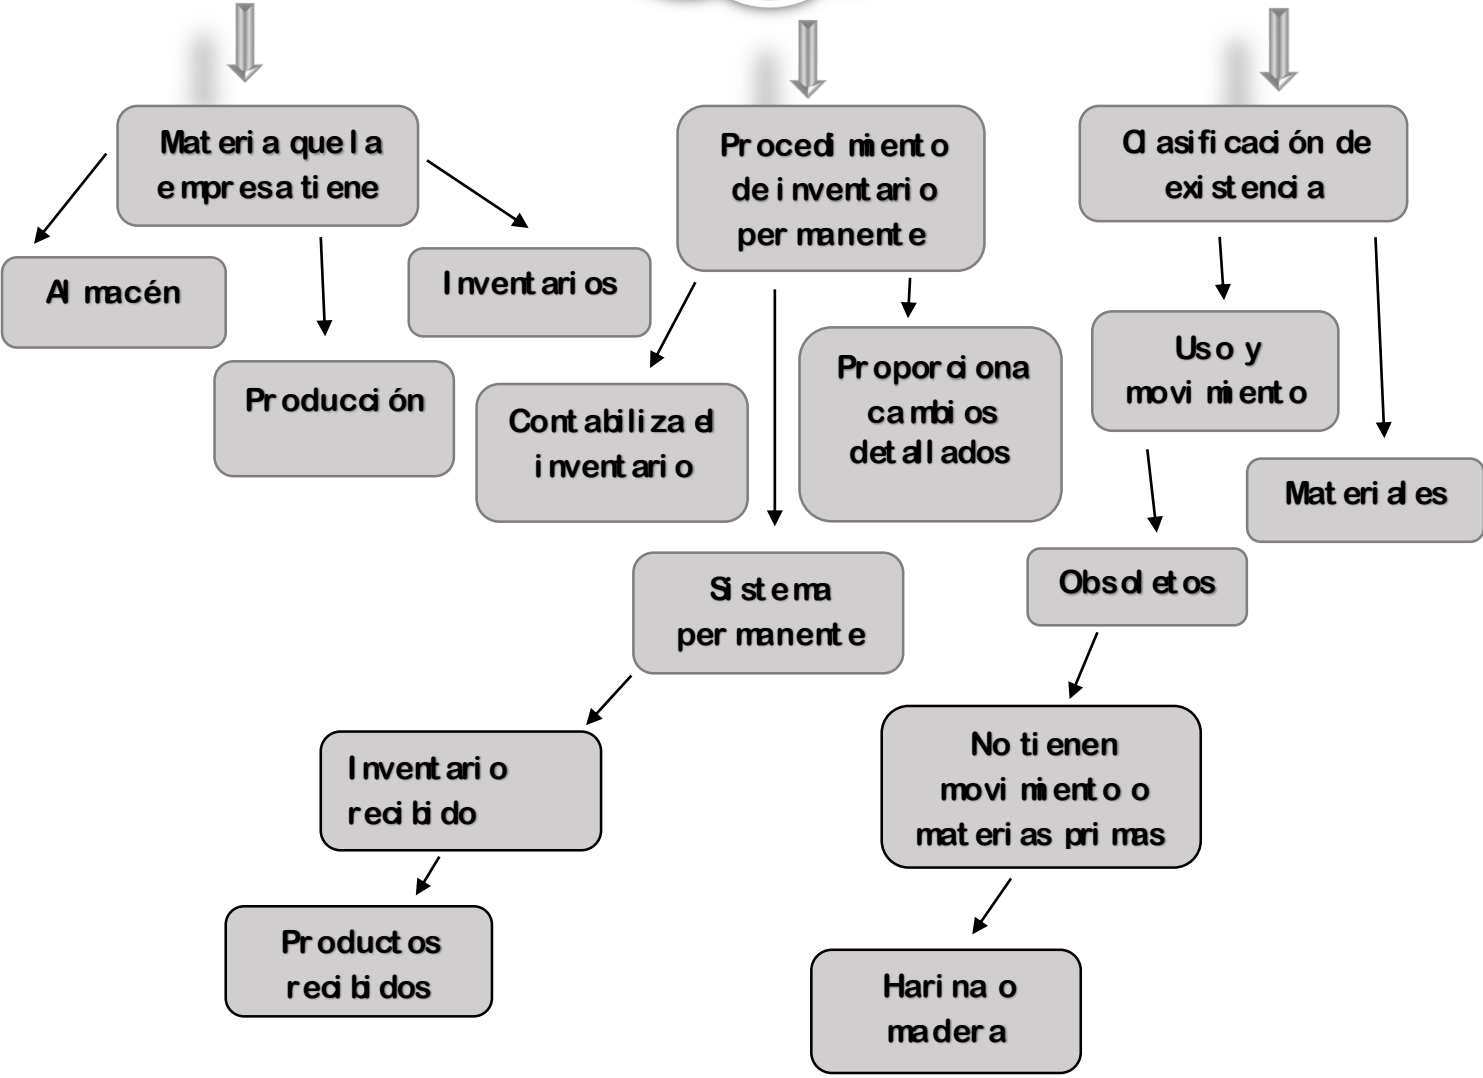 Materia que la
empresa tiene
Procedimiento
de inventario
permanente
Clasificación de
existencia
Almacén
Inventarios
Producción
Contabiliza el
inventario
Proporciona
cambios
detallados
Uso y
movimiento
Materiales
Sistema
permanente
Obsoletos
Inventario
recibido
No tienen
movimiento o
materias primas
Productos
recibidos
Harina o
madera